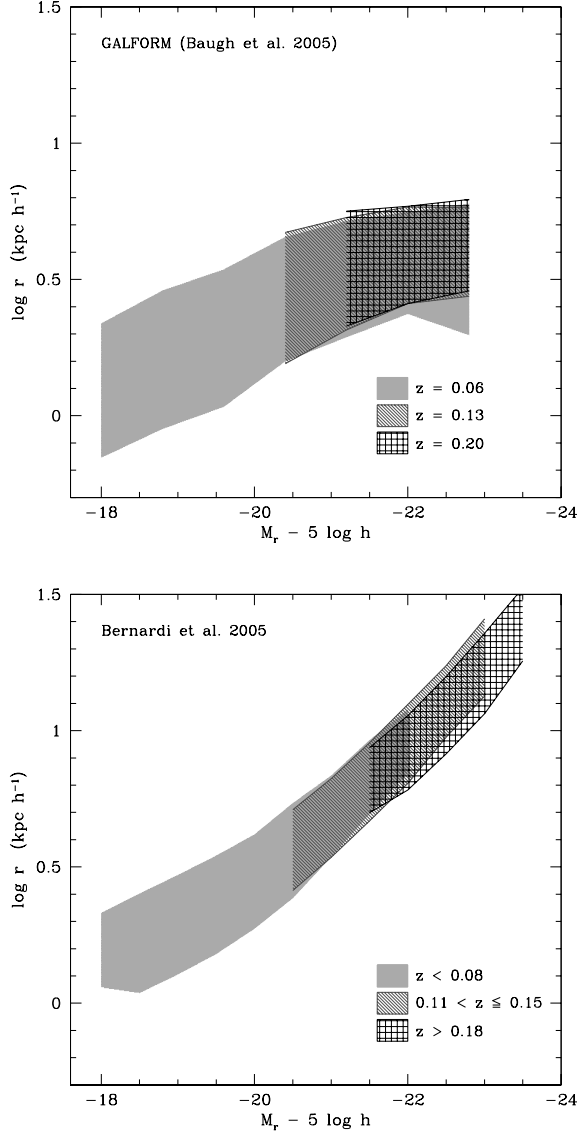 1.5
GALFORM (Baugh et al. 2005)
1
log r (kpc h⁻¹)
0.5
z = 0.06
0
z = 0.13
z = 0.20
−18 −20 −22 −24
Mᵣ − 5 log h
1.5
Bernardi et al. 2005
1
log r (kpc h⁻¹)
0.5
z < 0.08
0
0.11 < z ≦ 0.15
z > 0.18
−18 −20 −22 −24
Mᵣ − 5 log h